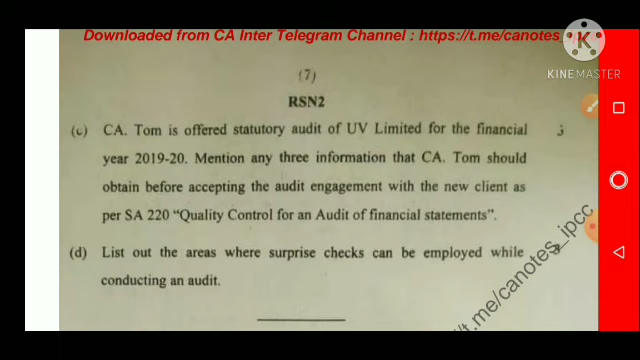 Downloaded from CA Inter Telegram Channel : https://t.me/canotes_ip
KINEMASTER
(7)
RSN2
(c) CA. Tom is offered statutory audit of UV Limited for the financial 3
year 2019-20. Mention any three information that CA. Tom should
obtain before accepting the audit engagement with the new client as
per SA 220 "Quality Control for an Audit of financial statements".
(d) List out the areas where surprise checks can be employed while
conducting an audit.
t.me/canotes_ipcc